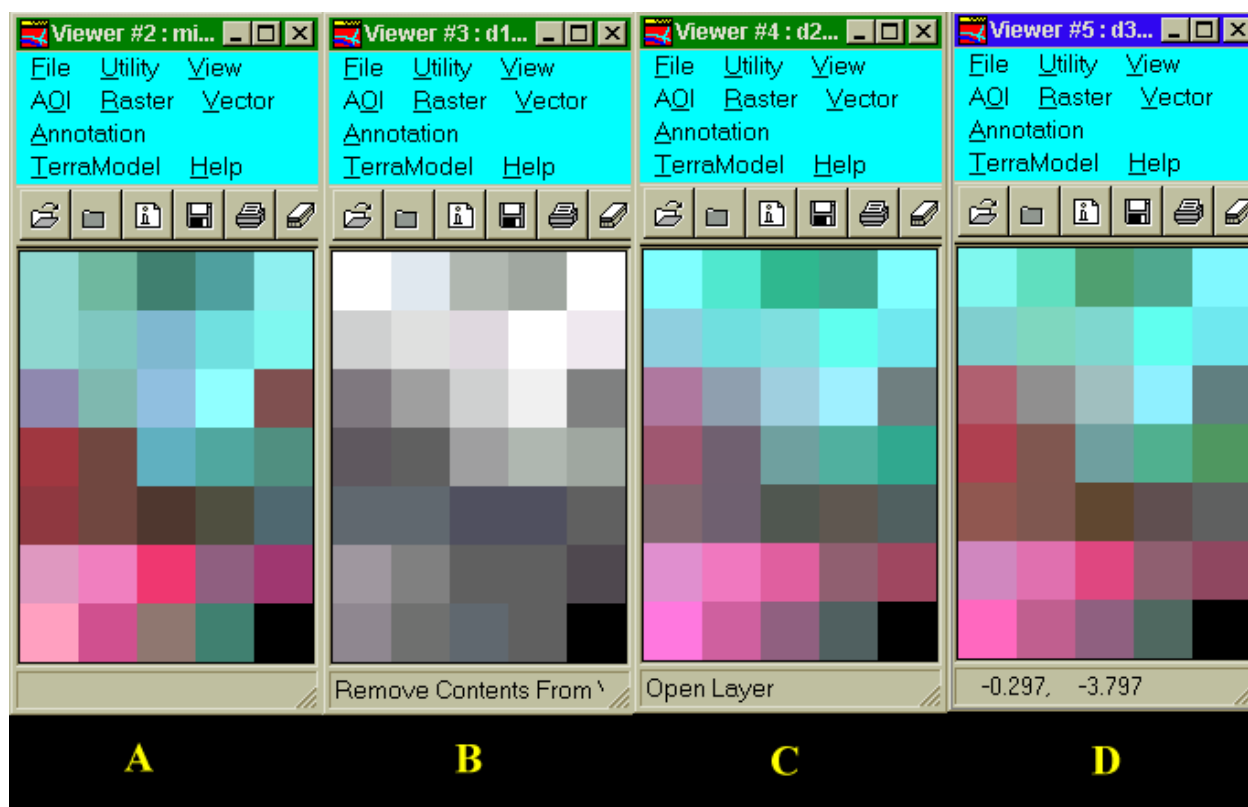 Viewer #2 : mi...
File Utility View
AOI Raster Vector
Annotation
TerraModel Help
A
Viewer #3 : d1...
File Utility View
AOI Raster Vector
Annotation
TerraModel Help
Remove Contents From
B
Viewer #4 : d2...
File Utility View
AOI Raster Vector
Annotation
TerraModel Help
Open Layer
C
Viewer #5 : d3...
File Utility View
AOI Raster Vector
Annotation
TerraModel Help
-0.297, -3.797
D